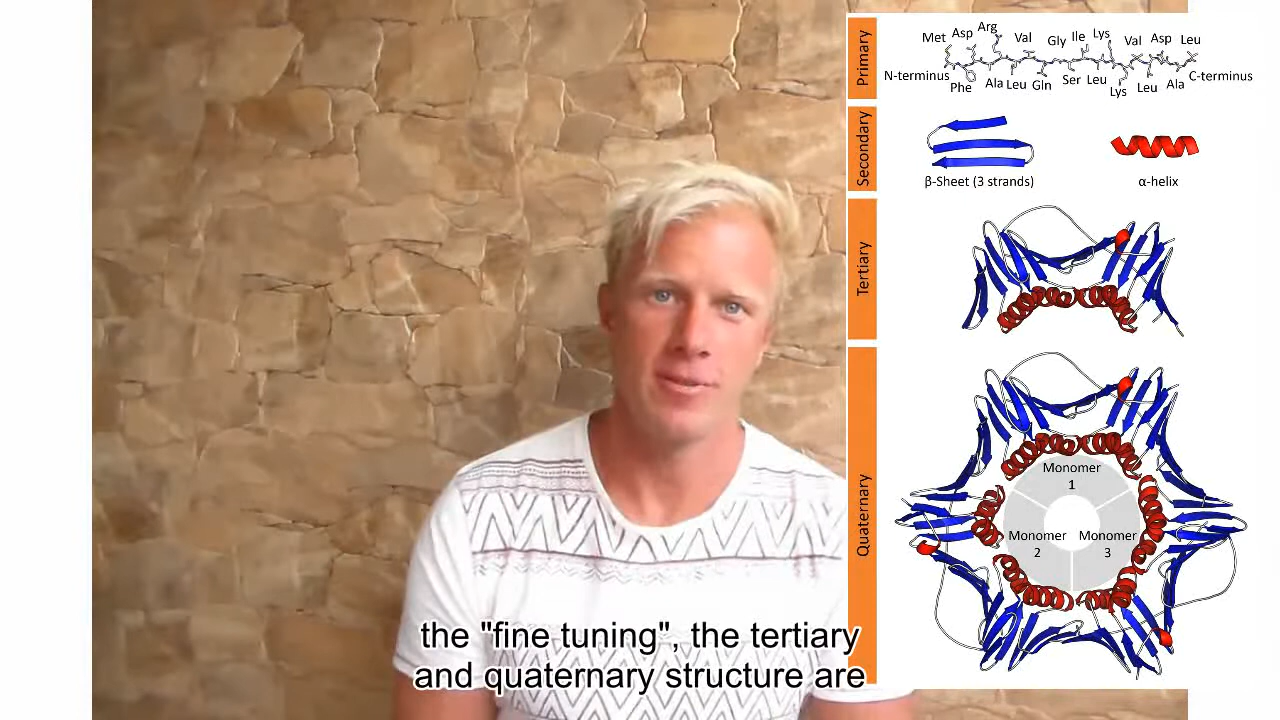 Primary
Met Asp Arg Val Gly Ile Lys Val Asp Leu
N-terminus C-terminus
Phe Ala Leu Gln Ser Leu Lys Leu Ala
Secondary
β-Sheet (3 strands)
α-helix
Tertiary
Quaternary
Monomer
1
Monomer
2
Monomer
3
the "fine tuning", the tertiary
and quaternary structure are